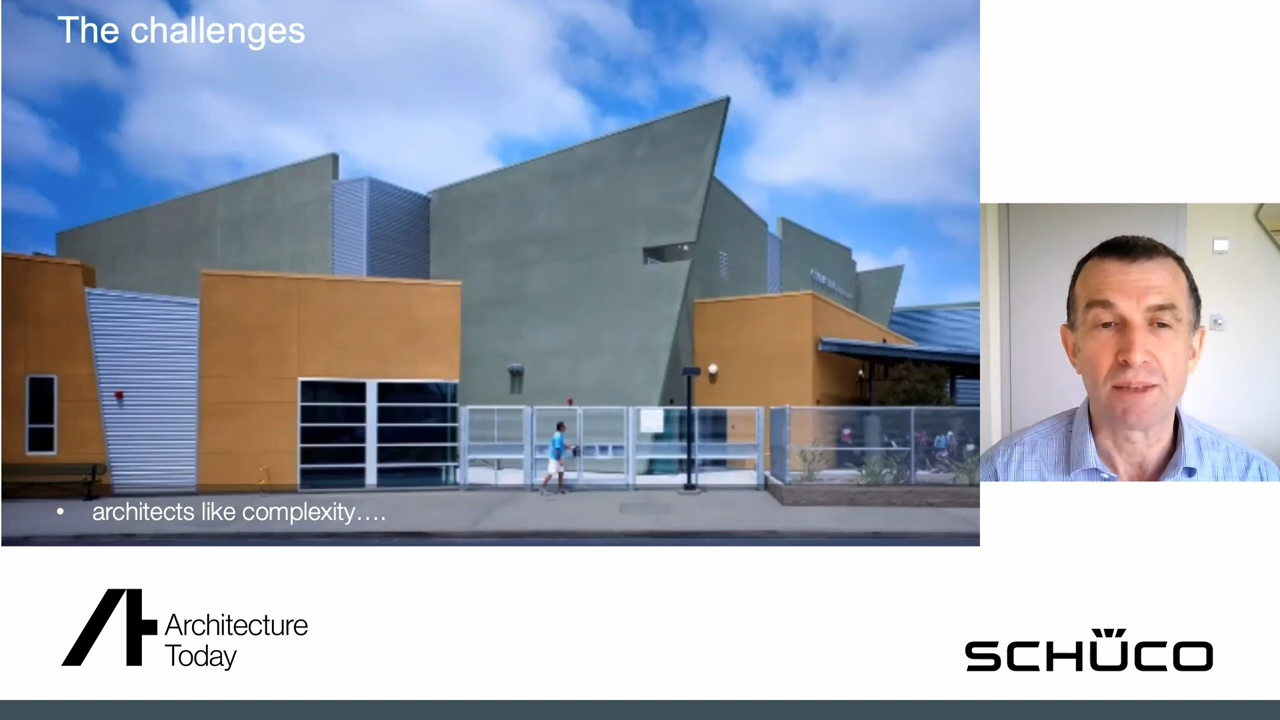 The challenges
• architects like complexity….
Architecture
Today
SCHÜCO